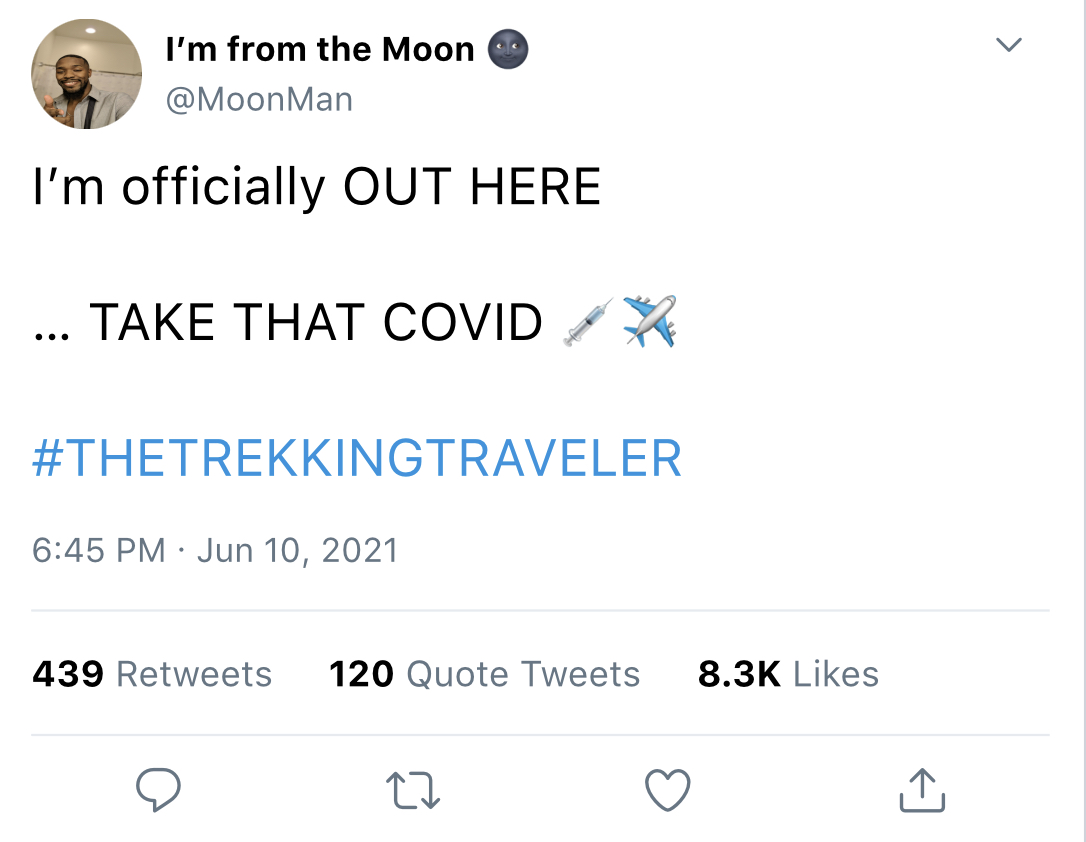 I’m from the Moon 🌚
@MoonMan
I’m officially OUT HERE
... TAKE THAT COVID 💉✈️
#THETREKKINGTRAVELER
6:45 PM · Jun 10, 2021
439 Retweets 120 Quote Tweets 8.3K Likes